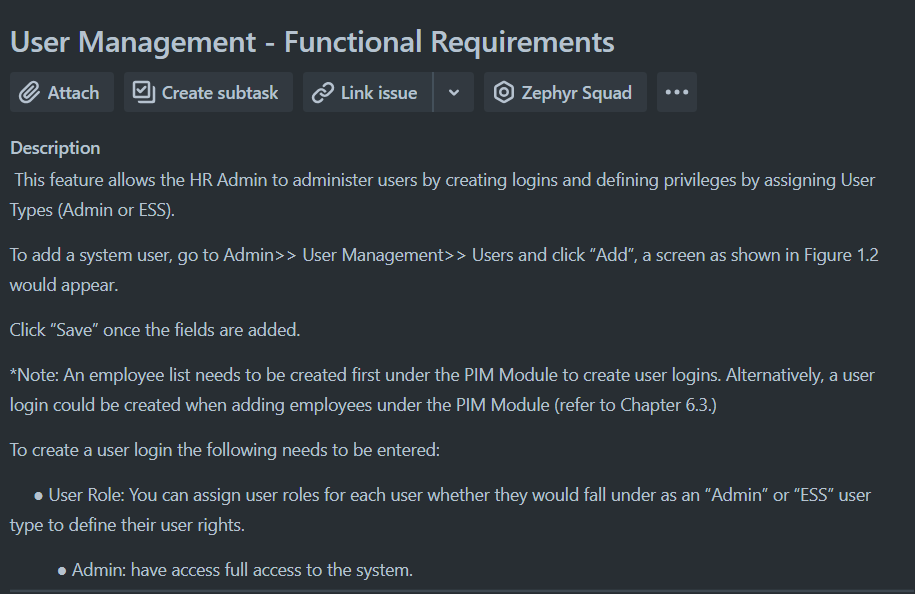 User Management - Functional Requirements
Attach
Create subtask
Link issue
Zephyr Squad
Description
This feature allows the HR Admin to administer users by creating logins and defining privileges by assigning User
Types (Admin or ESS).
To add a system user, go to Admin>> User Management>> Users and click “Add”, a screen as shown in Figure 1.2
would appear.
Click “Save” once the fields are added.
*Note: An employee list needs to be created first under the PIM Module to create user logins. Alternatively, a user
login could be created when adding employees under the PIM Module (refer to Chapter 6.3.)
To create a user login the following needs to be entered:
● User Role: You can assign user roles for each user whether they would fall under as an “Admin” or “ESS” user
type to define their user rights.
● Admin: have access full access to the system.